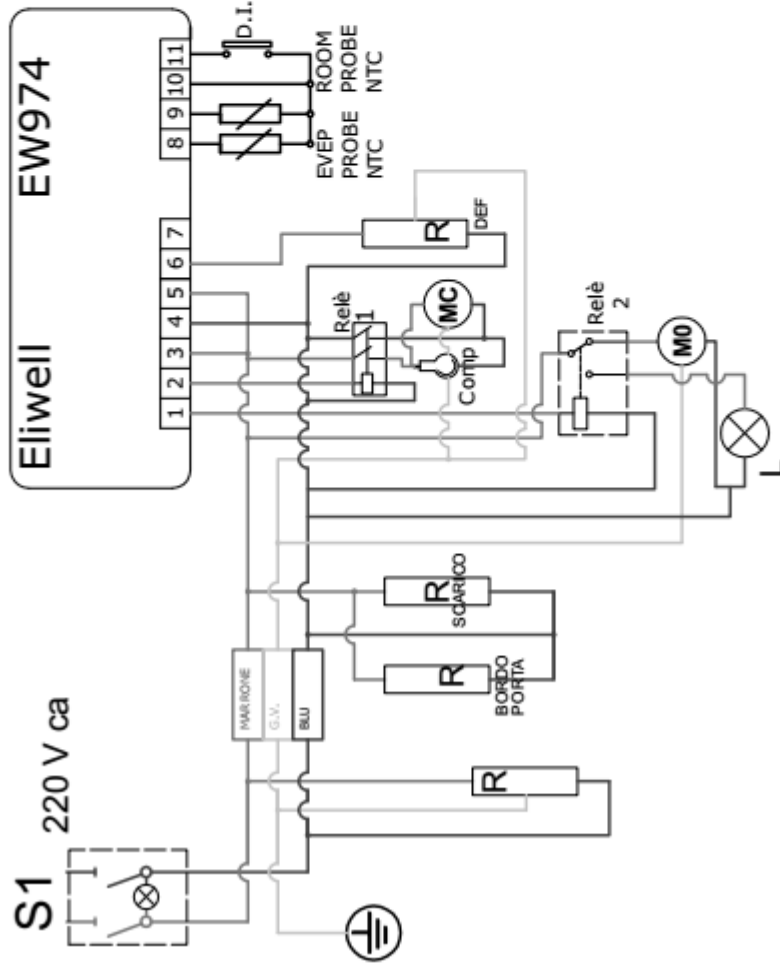 Eliwell EW974
1 2 3 4 5 6 7 8 9 10 11
D.I.
EVEP
PROBE
NTC
ROOM
PROBE
NTC
R
DEF
Relè
1
MC
Comp
Relè
2
M0
L
S1 220 V ca
MARRONE
G.V.
BLU
R
SCARICO
R
BORDO
PORTA
R